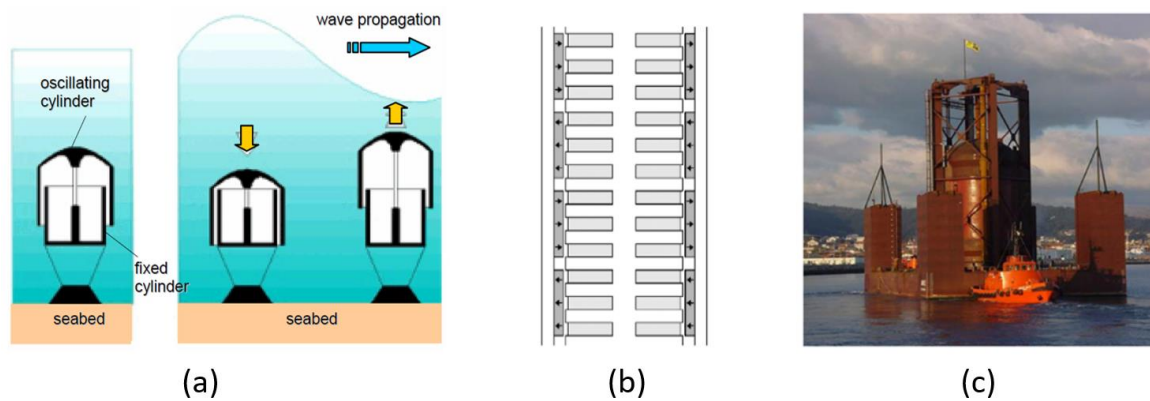 wave propagation
oscillating
cylinder
fixed
cylinder
seabed
seabed
(a)
(b)
(c)